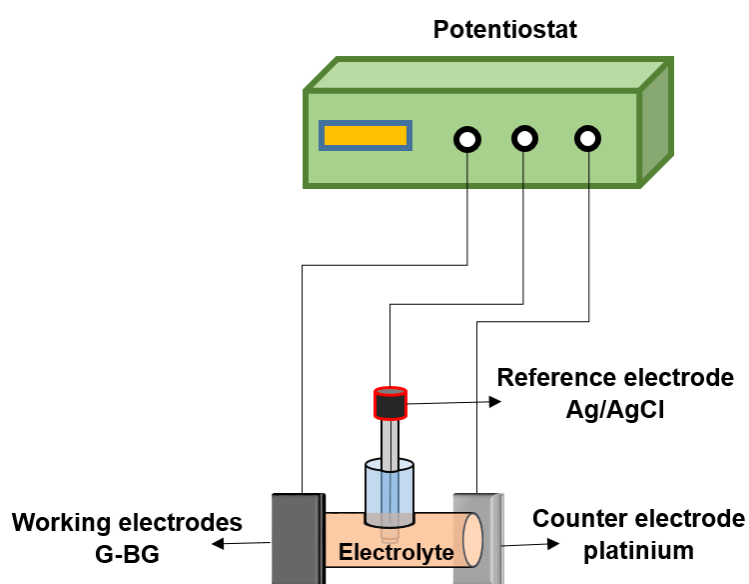 Potentiostat
Reference electrode
Ag/AgCl
Working electrodes
G-BG
Electrolyte
Counter electrode
platinium